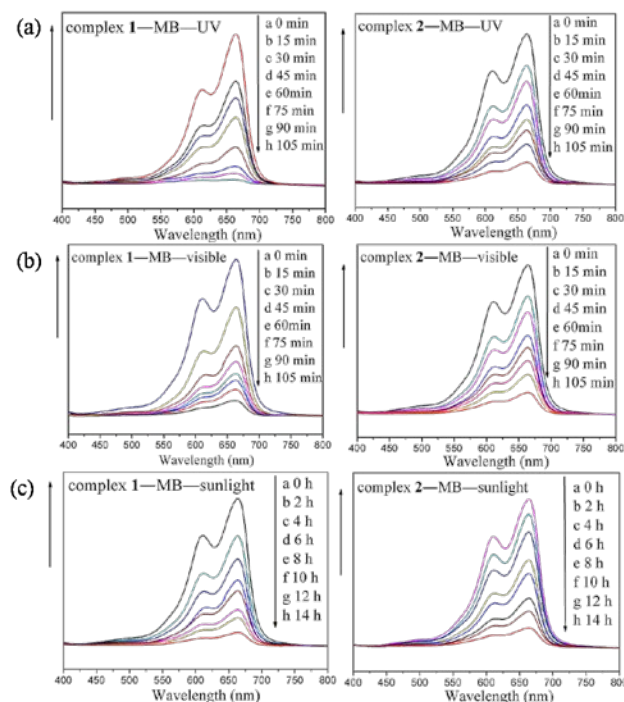 (a)
complex 1—MB—UV
a 0 min
b 15 min
c 30 min
d 45 min
e 60min
f 75 min
g 90 min
h 105 min
400 450 500 550 600 650 700 750 800
Wavelength (nm)
complex 2—MB—UV
a 0 min
b 15 min
c 30 min
d 45 min
e 60min
f 75 min
g 90 min
h 105 min
400 450 500 550 600 650 700 750 800
Wavelength (nm)
(b)
complex 1—MB—visible
a 0 min
b 15 min
c 30 min
d 45 min
e 60min
f 75 min
g 90 min
h 105 min
400 450 500 550 600 650 700 750 800
Wavelength (nm)
complex 2—MB—visible
a 0 min
b 15 min
c 30 min
d 45 min
e 60min
f 75 min
g 90 min
h 105 min
400 450 500 550 600 650 700 750 800
Wavelength (nm)
(c)
complex 1—MB—sunlight
a 0 h
b 2 h
c 4 h
d 6 h
e 8 h
f 10 h
g 12 h
h 14 h
400 450 500 550 600 650 700 750 800
Wavelength (nm)
complex 2—MB—sunlight
a 0 h
b 2 h
c 4 h
d 6 h
e 8 h
f 10 h
g 12 h
h 14 h
400 450 500 550 600 650 700 750 800
Wavelength (nm)